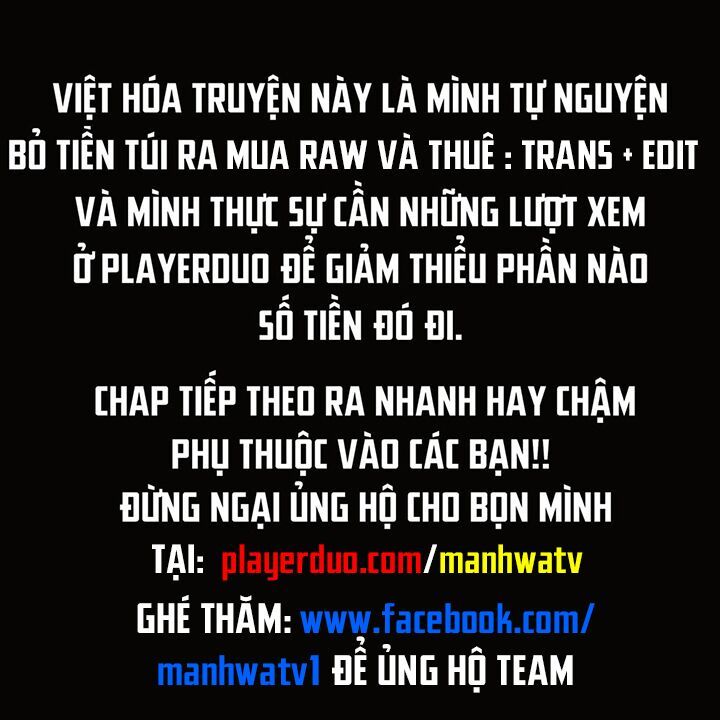 VIỆT HÓA TRUYỆN NÀY LÀ MÌNH TỰ NGUYỆN
BỎ TIỀN TÚI RA MUA RAW VÀ THUÊ : TRANS + EDIT
VÀ MÌNH THỰC SỰ CẦN NHỮNG LƯỢT XEM
Ở PLAYERDUO ĐỂ GIẢM THIỂU PHẦN NÀO
SỐ TIỀN ĐÓ ĐI.
CHAP TIẾP THEO RA NHANH HAY CHẬM
PHỤ THUỘC VÀO CÁC BẠN!!
ĐỪNG NGẠI ỦNG HỘ CHO BỌN MÌNH
TẠI: playerduo.com/manhwatv
GHÉ THĂM: www.facebook.com/
manhwatv1 ĐỂ ỦNG HỘ TEAM